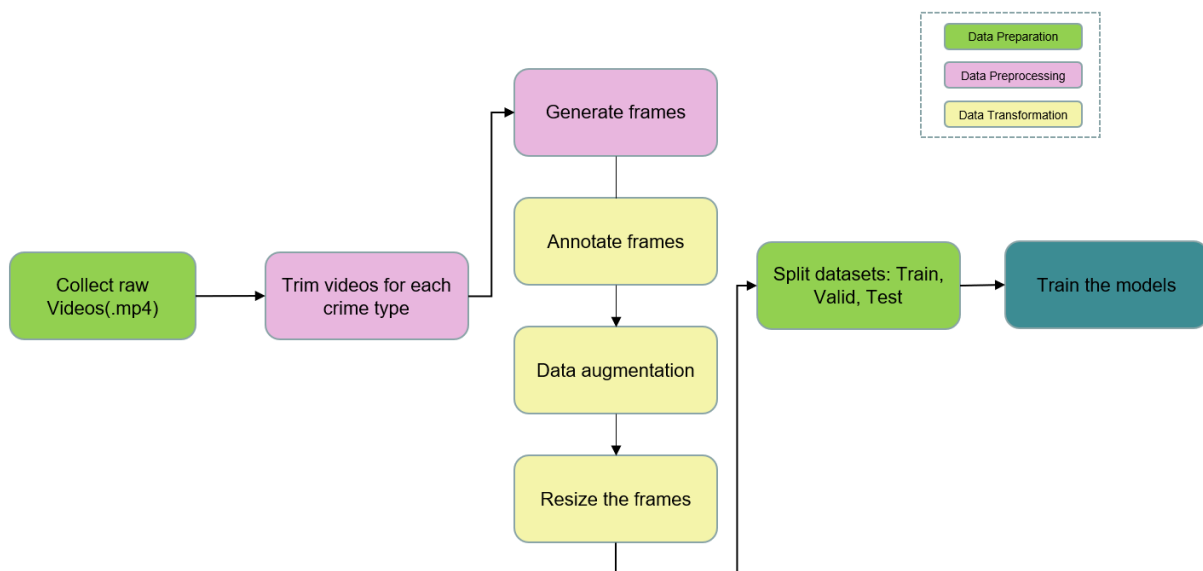 Data Preparation
Data Preprocessing
Data Transformation
Generate frames
Annotate frames
Collect raw
Videos(.mp4)
Trim videos for each
crime type
Data augmentation
Resize the frames
Split datasets: Train,
Valid, Test
Train the models